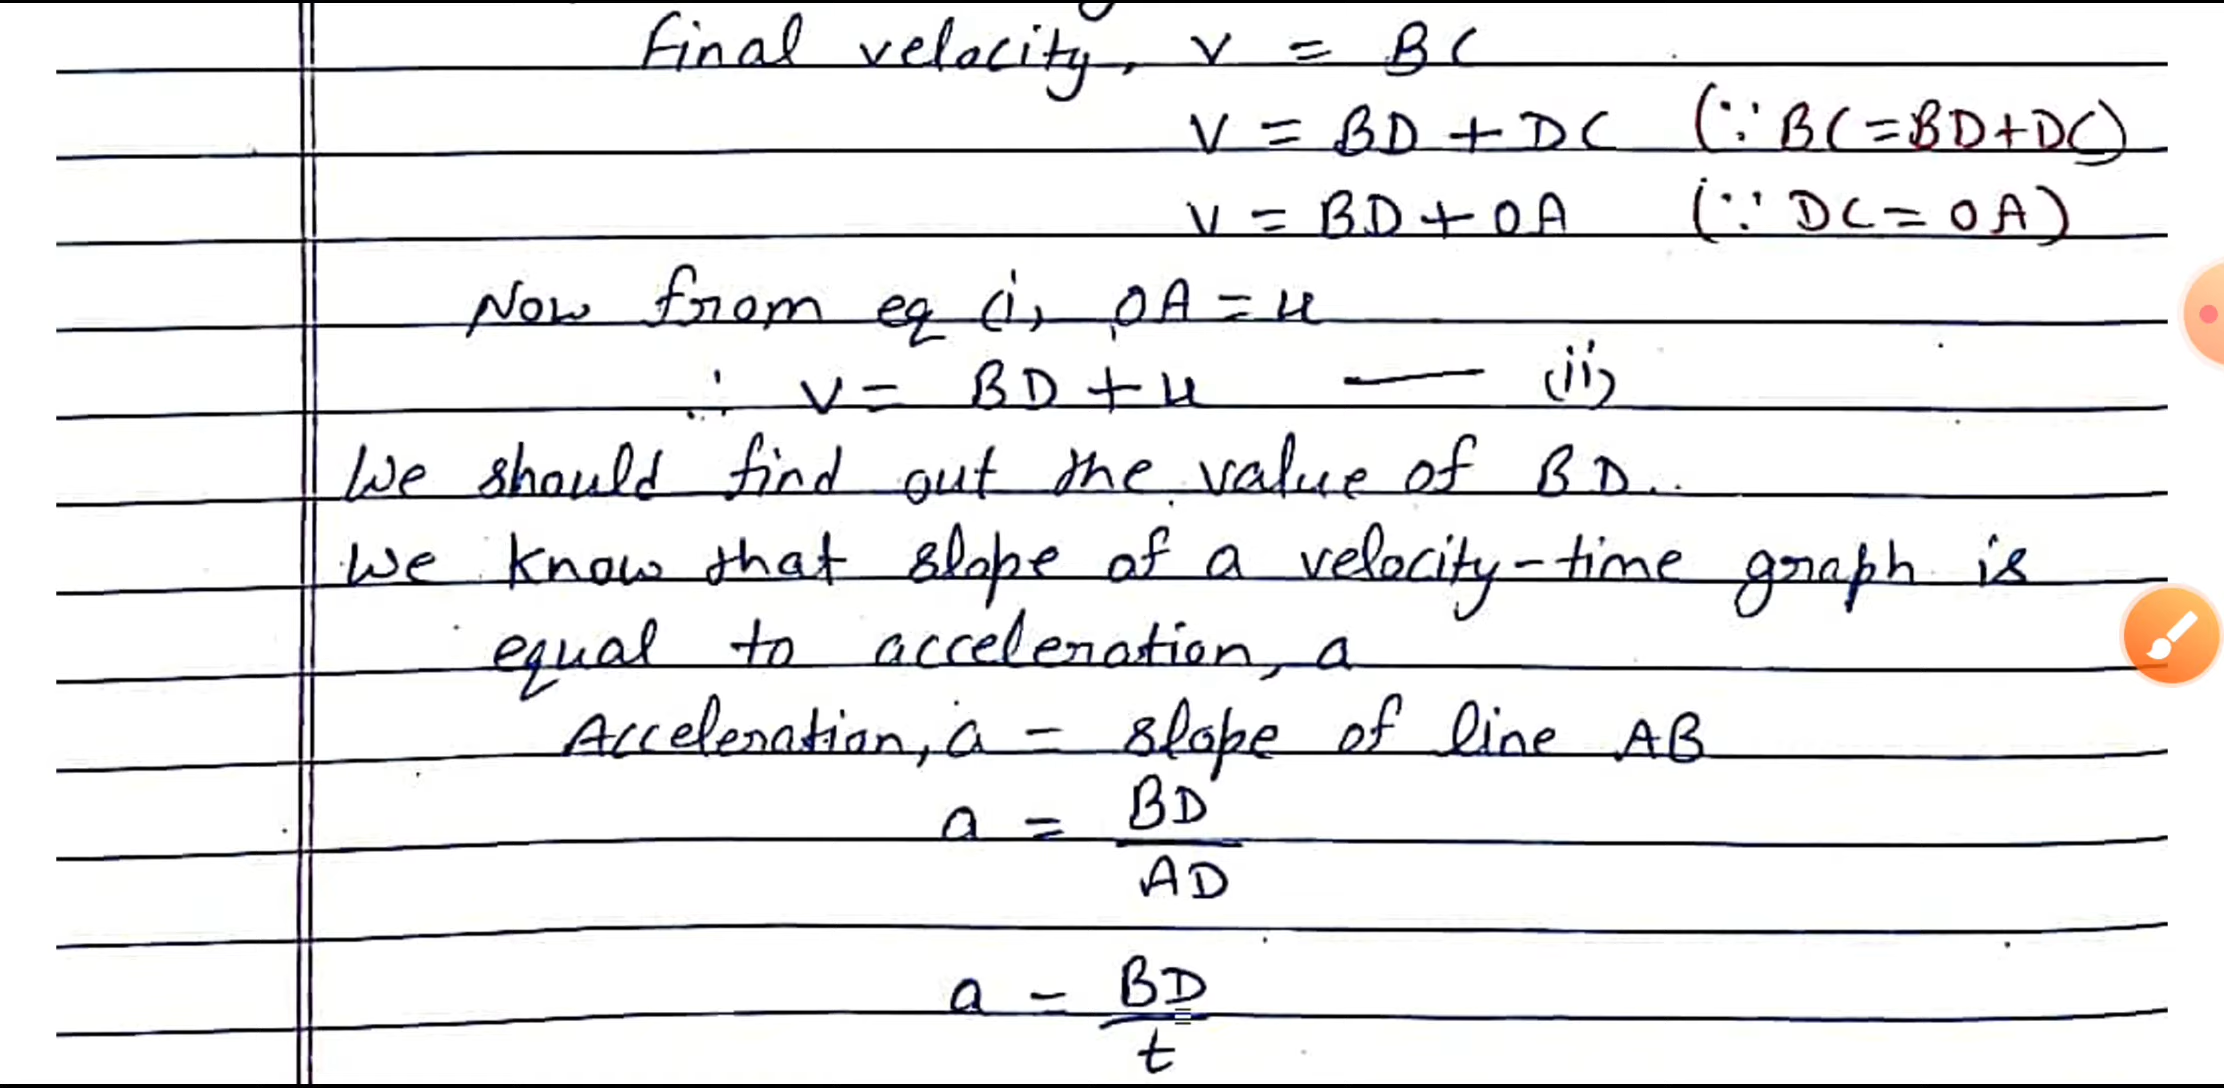 Final velocity, v = BC
v = BD + DC (∵ BC = BD + DC)
v = BD + OA (∵ DC = OA)
Now from eq (i), OA = u
∴ v = BD + u — (ii)
We should find out the value of BD.
We know that slope of a velocity-time graph is
equal to acceleration, a
Acceleration, a = slope of line AB
a = BD / AD
a = BD / t